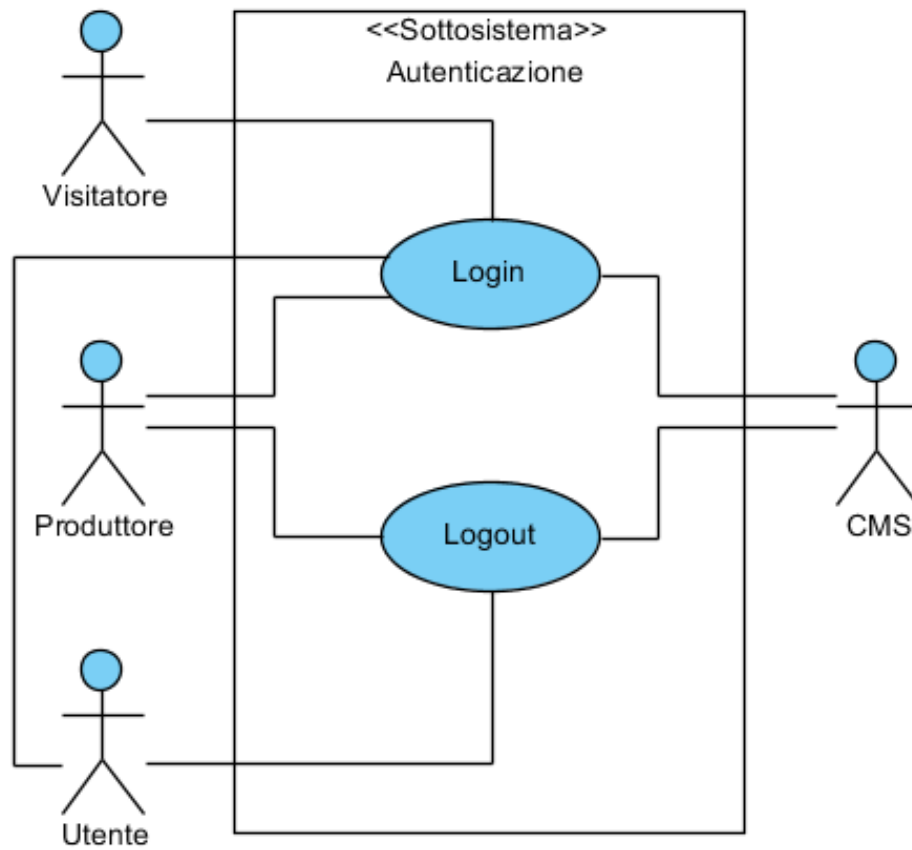 <<Sottosistema>>
Autenticazione
Visitatore
Login
Produttore
CMS
Logout
Utente